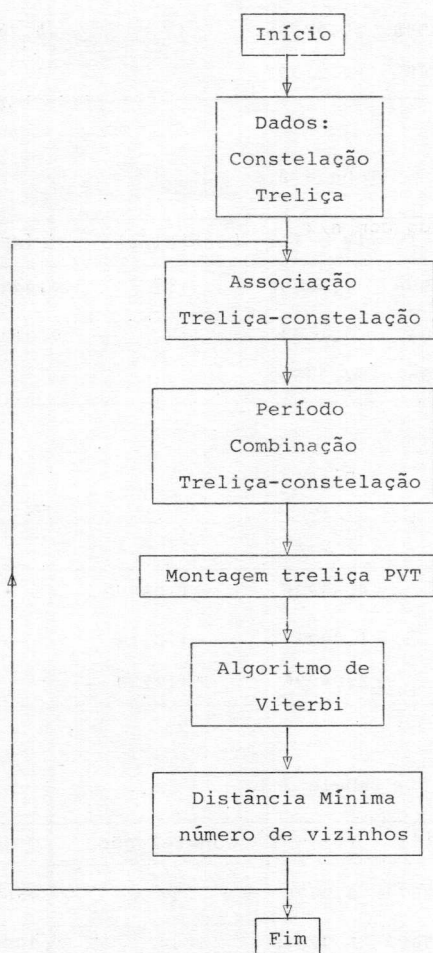 Início
Dados:
Constelação
Treliça
Associação
Treliça-constelação
Período
Combinação
Treliça-constelação
Montagem treliça PVT
Algoritmo de
Viterbi
Distância Mínima
número de vizinhos
Fim